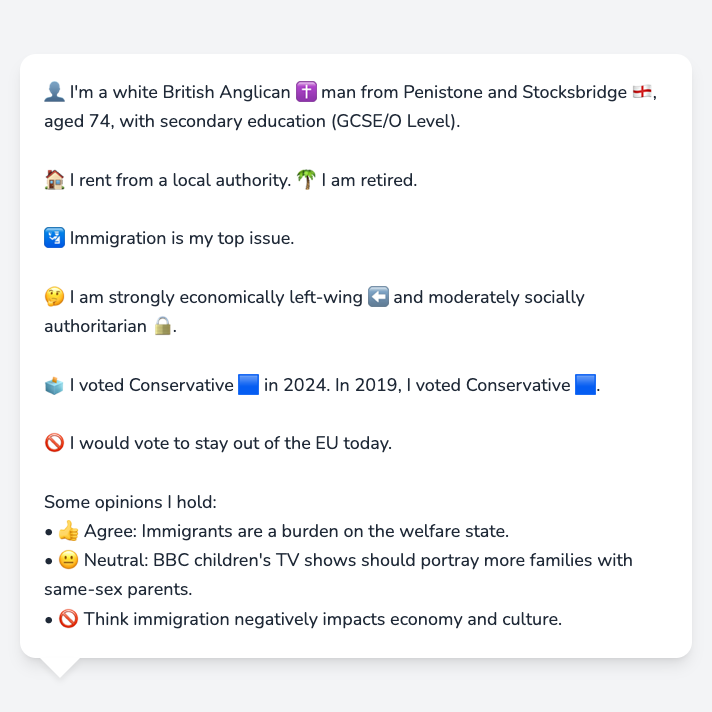 👤 I'm a white British Anglican ✝️ man from Penistone and Stocksbridge 🏴󠁧󠁢󠁥󠁮󠁧󠁿,
aged 74, with secondary education (GCSE/O Level).
🏠 I rent from a local authority. 🌴 I am retired.
🛂 Immigration is my top issue.
🤔 I am strongly economically left-wing ⬅️ and moderately socially
authoritarian 🔒.
🗳️ I voted Conservative 🟦 in 2024. In 2019, I voted Conservative 🟦.
🚫 I would vote to stay out of the EU today.
Some opinions I hold:
• 👍 Agree: Immigrants are a burden on the welfare state.
• 😐 Neutral: BBC children's TV shows should portray more families with
same-sex parents.
• 🚫 Think immigration negatively impacts economy and culture.